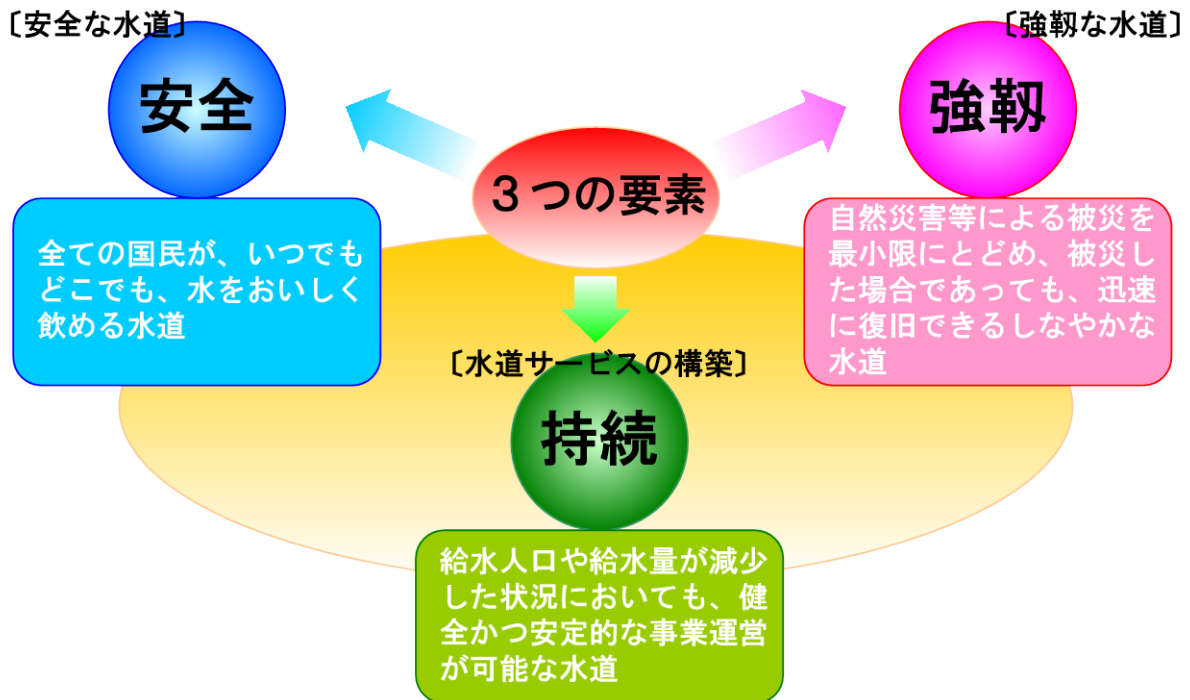 〔安全な水道〕
〔強靱な水道〕
安全
強靱
3つの要素
全ての国民が、いつでも
どこでも、水をおいしく
飲める水道
自然災害等による被災を
最小限にとどめ、被災し
た場合であっても、迅速
に復旧できるしなやかな
水道
〔水道サービスの構築〕
持続
給水人口や給水量が減少
した状況においても、健
全かつ安定的な事業運営
が可能な水道